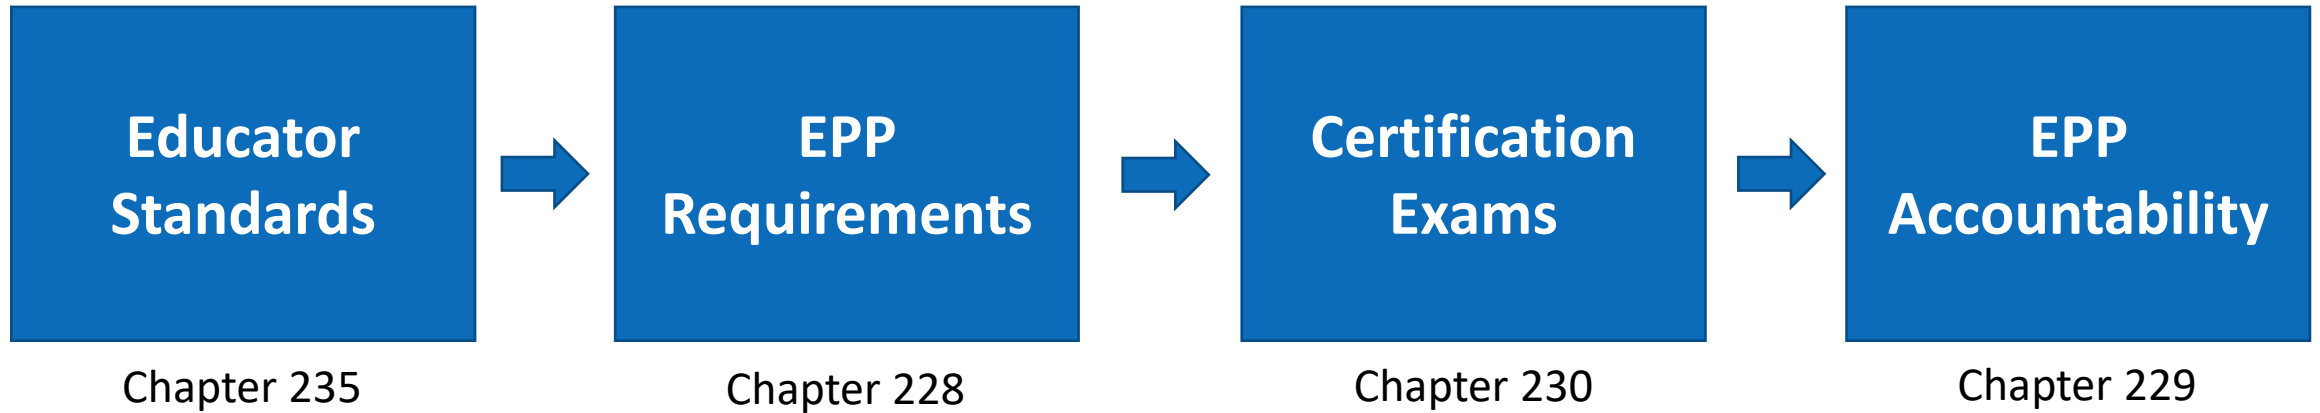 Educator
Standards
Chapter 235
EPP
Requirements
Chapter 228
Certification
Exams
Chapter 230
EPP
Accountability
Chapter 229